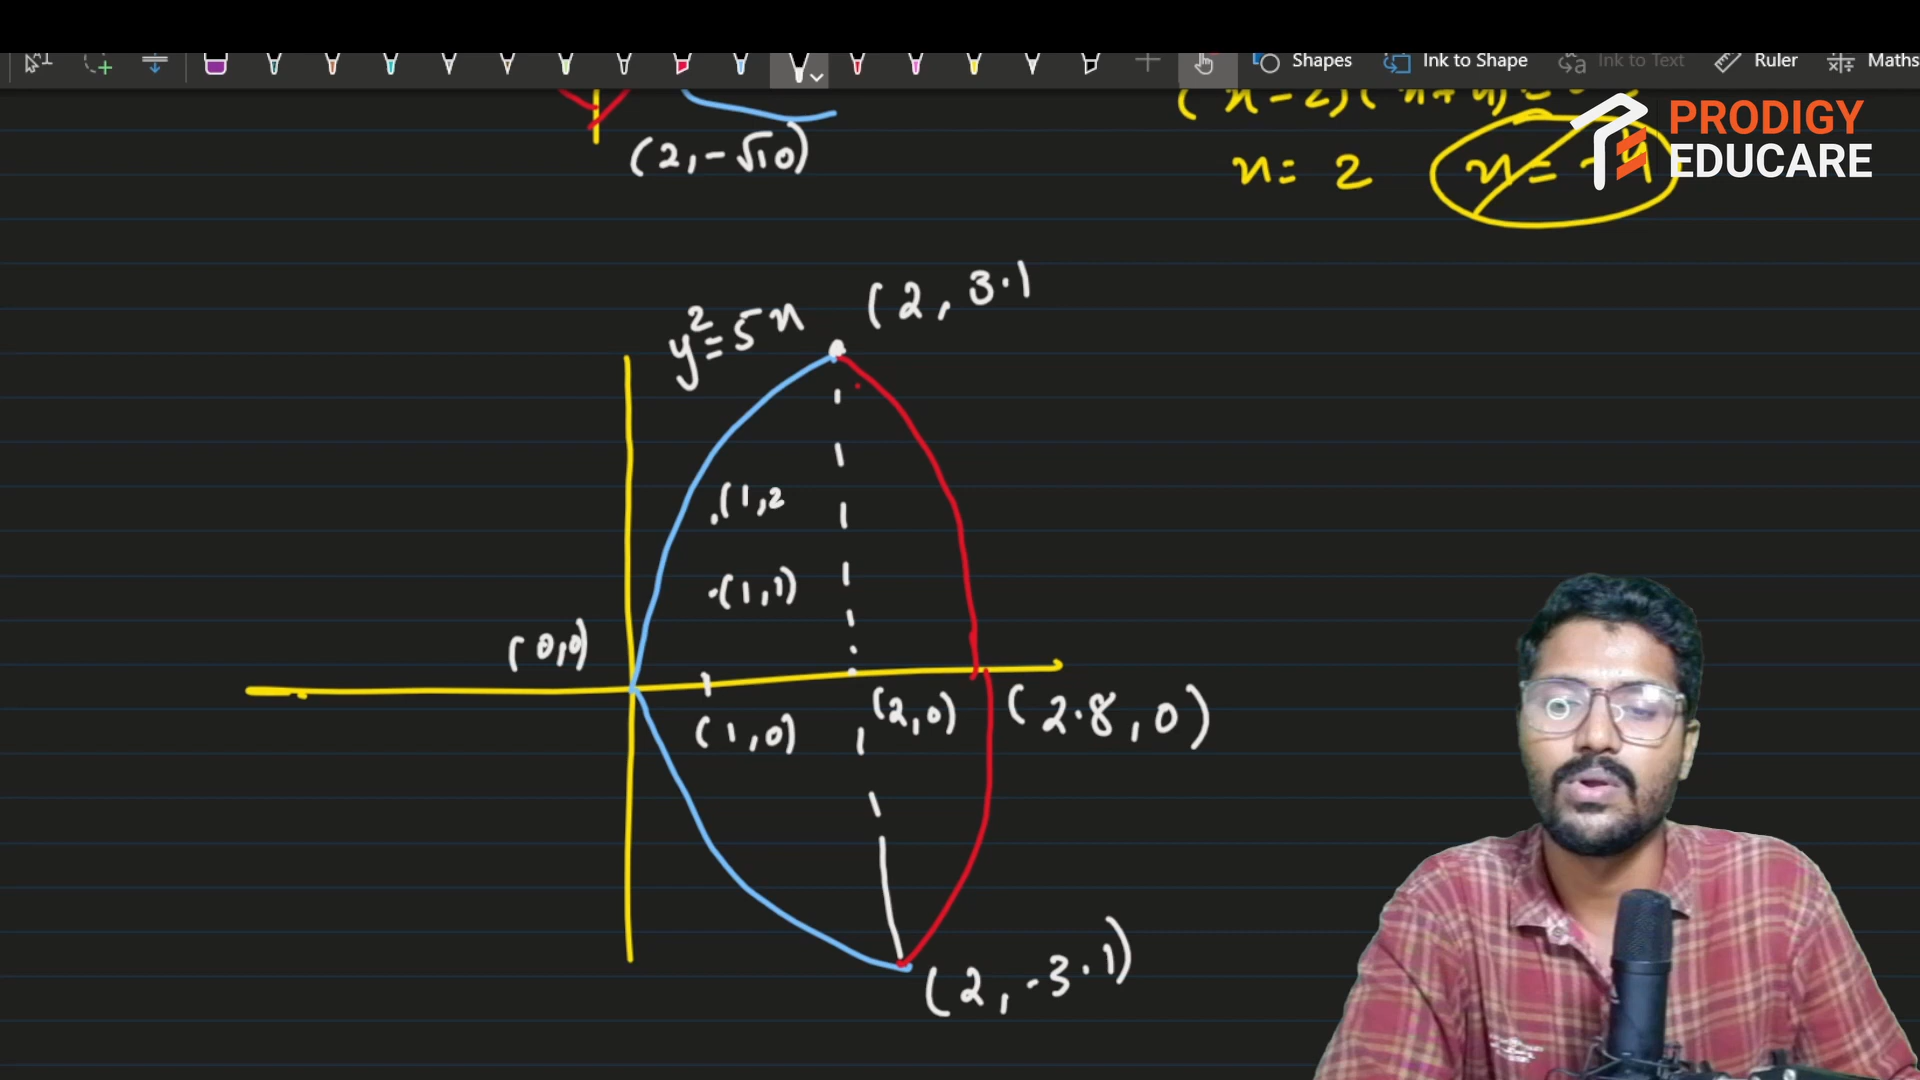 Shapes Ink to Shape Ink to Text Ruler Maths
PRODIGY
EDUCARE
(2,-√10)
n= 2
y²=5n
(2, 3.1
.(1,2
.(1,1)
(0,0)
(1,0)
(2,0)
(2.8,0)
(2,-3.1)